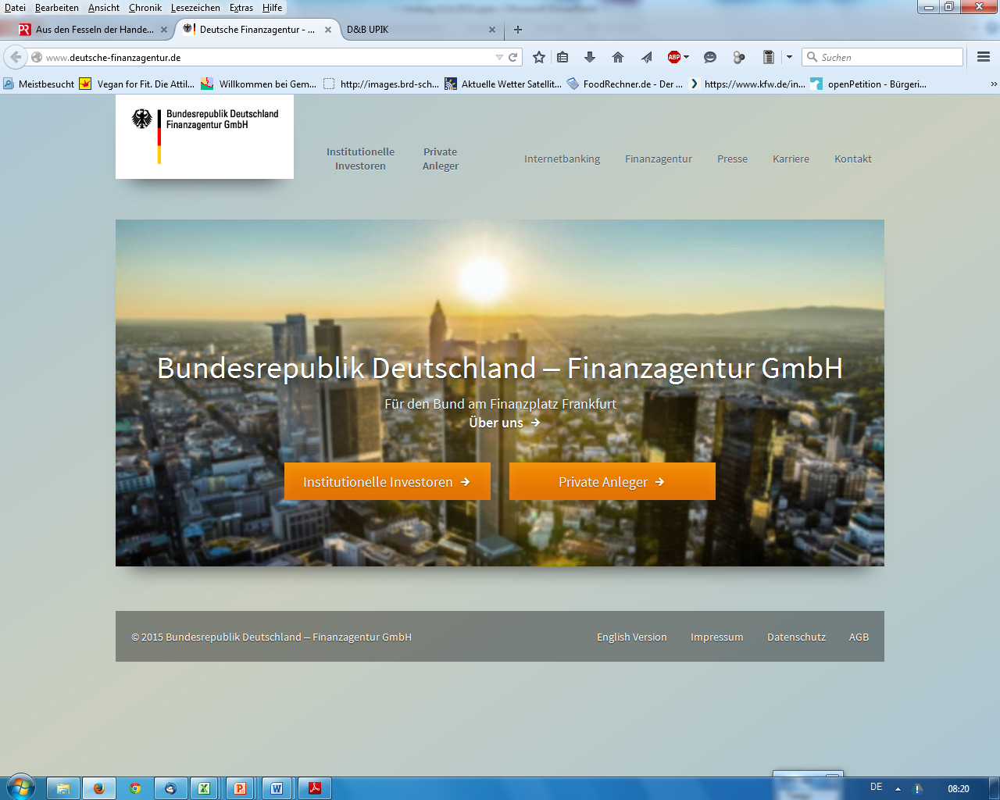 Datei Bearbeiten Ansicht Chronik Lesezeichen Extras Hilfe
Aus den Fesseln der Hande...
Deutsche Finanzagentur - ...
D&B UPIK
www.deutsche-finanzagentur.de
ABP
Suchen
Meistbesucht
Vegan for Fit. Die Attil...
Willkommen bei Gem...
http://images.brd-sch...
Aktuelle Wetter Satellit...
FoodRechner.de - Der ...
https://www.kfw.de/in...
openPetition - Bürgeri...
Bundesrepublik Deutschland
Finanzagentur GmbH
Institutionelle
Investoren
Private
Anleger
Internetbanking
Finanzagentur
Presse
Karriere
Kontakt
Bundesrepublik Deutschland – Finanzagentur GmbH
Für den Bund am Finanzplatz Frankfurt
Über uns
Institutionelle Investoren
Private Anleger
© 2015 Bundesrepublik Deutschland – Finanzagentur GmbH
English Version
Impressum
Datenschutz
AGB
DE
08:20